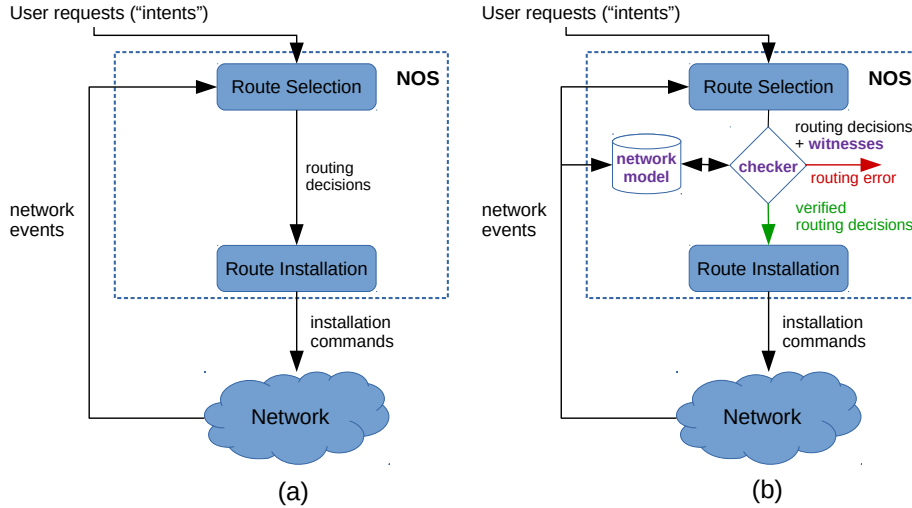 User requests (“intents”)
NOS
Route Selection
routing
decisions
network
events
Route Installation
installation
commands
Network
(a)
User requests (“intents”)
NOS
Route Selection
routing decisions
+ witnesses
network
model
checker
routing error
network
events
verified
routing decisions
Route Installation
installation
commands
Network
(b)